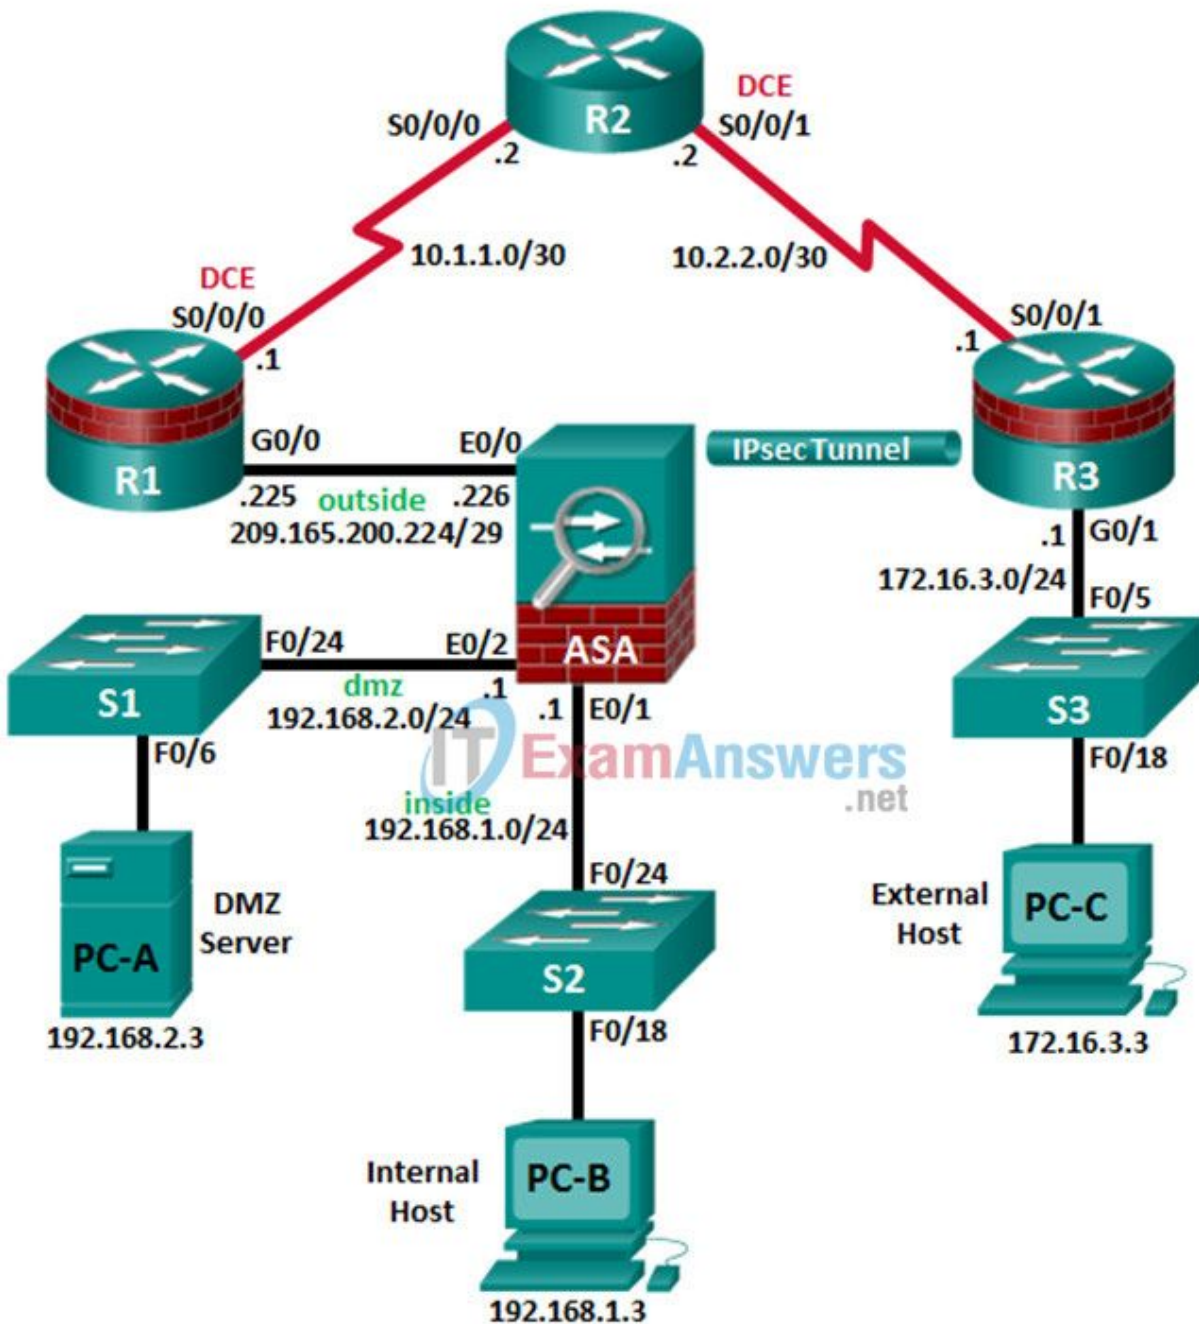 R2
DCE
S0/0/0
S0/0/1
.2
.2
10.1.1.0/30
10.2.2.0/30
DCE
S0/0/0
.1
S0/0/1
.1
R1
G0/0
E0/0
.225
outside
.226
209.165.200.224/29
IPsec Tunnel
R3
.1
G0/1
172.16.3.0/24
F0/5
ASA
S1
F0/24
E0/2
dmz
.1
192.168.2.0/24
.1
E0/1
S3
F0/6
F0/18
ITExamAnswers
.net
inside
192.168.1.0/24
F0/24
DMZ
Server
PC-A
192.168.2.3
S2
External
Host
PC-C
172.16.3.3
F0/18
Internal
Host
PC-B
192.168.1.3